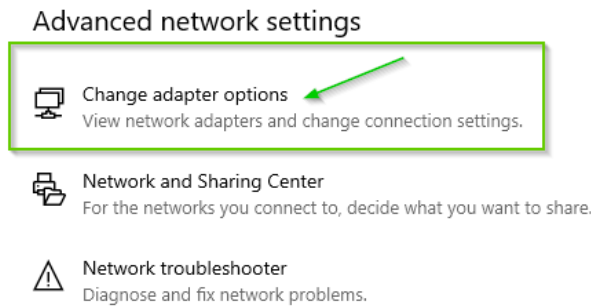 Advanced network settings
Change adapter options
View network adapters and change connection settings.
Network and Sharing Center
For the networks you connect to, decide what you want to share.
Network troubleshooter
Diagnose and fix network problems.